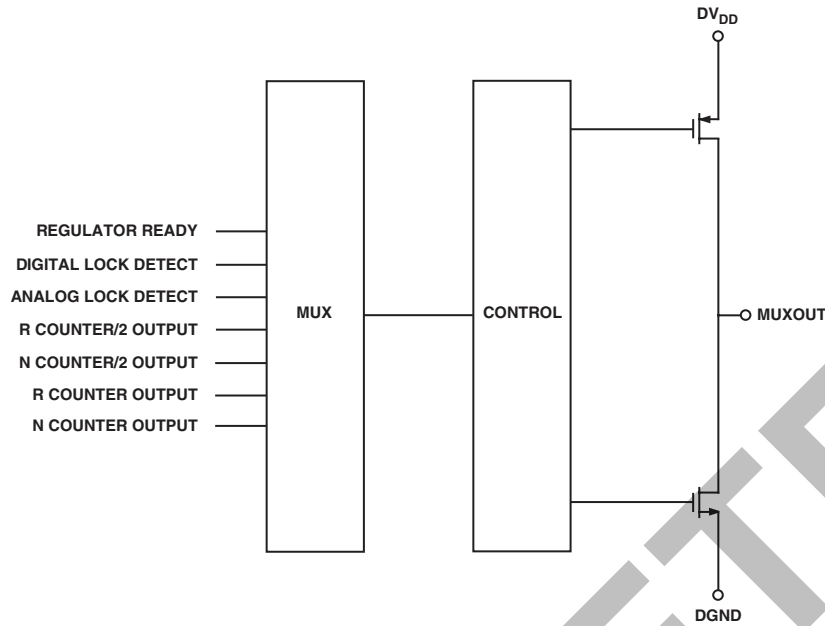 DVDD
REGULATOR READY
DIGITAL LOCK DETECT
ANALOG LOCK DETECT
R COUNTER/2 OUTPUT
N COUNTER/2 OUTPUT
R COUNTER OUTPUT
N COUNTER OUTPUT
MUX
CONTROL
MUXOUT
DGND